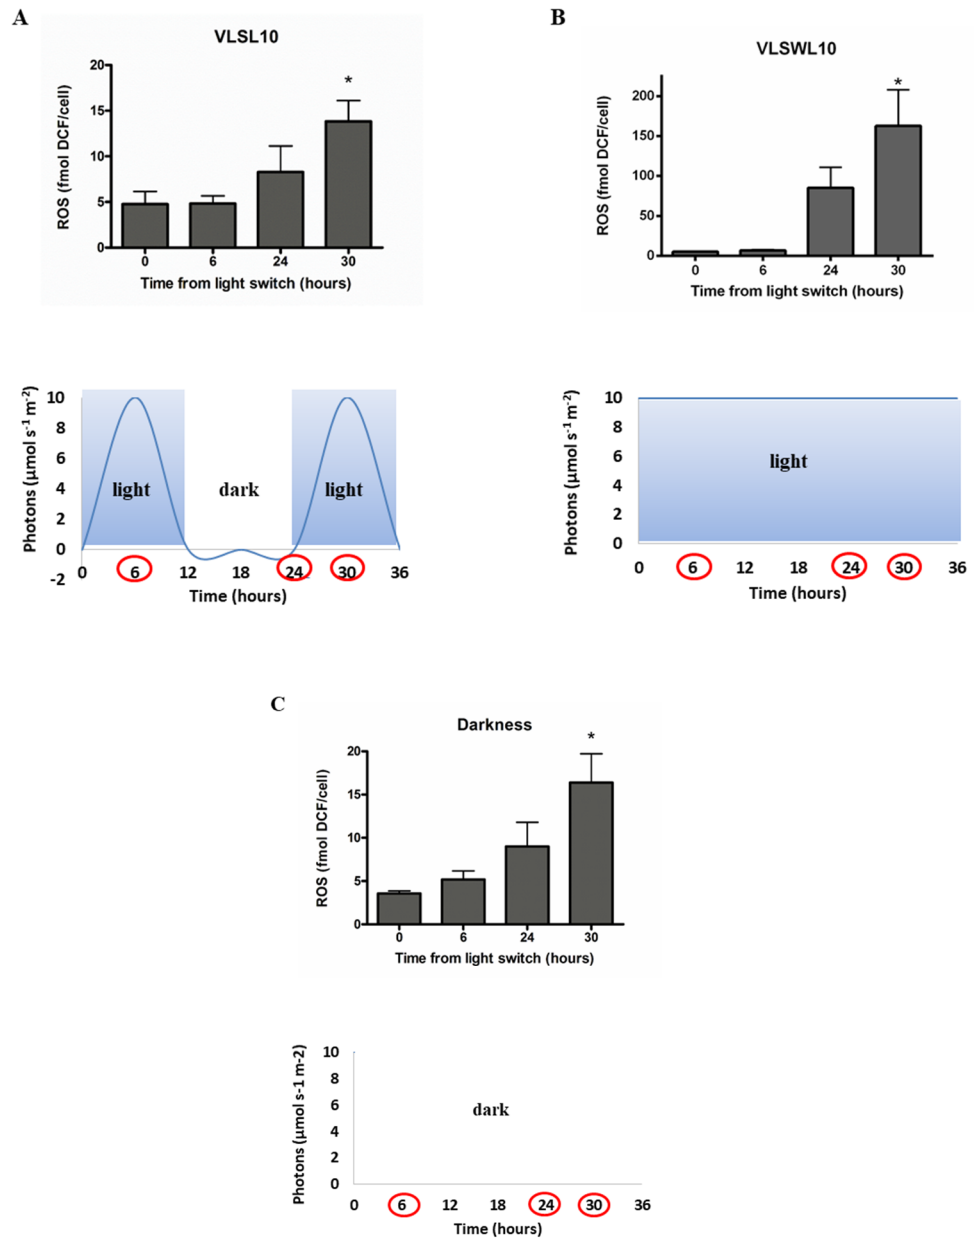 A
VLSL10
ROS (fmol DCF/cell)
20
15
10
5
0
*
0 6 24 30
Time from light switch (hours)
B
VLSWL10
ROS (fmol DCF/cell)
200
150
100
50
0
*
0 6 24 30
Time from light switch (hours)
Photons (µmol s-1 m-2)
10
8
6
4
2
0
-2
light
dark
light
0 6 12 18 24 30 36
Time (hours)
Photons (µmol s-1 m-2)
10
8
6
4
2
0
light
0 6 12 18 24 30 36
Time (hours)
C
Darkness
ROS (fmol DCF/cell)
20
15
10
5
0
*
0 6 24 30
Time from light switch (hours)
Photons (µmol s-1 m-2)
10
8
6
4
2
0
dark
0 6 12 18 24 30 36
Time (hours)